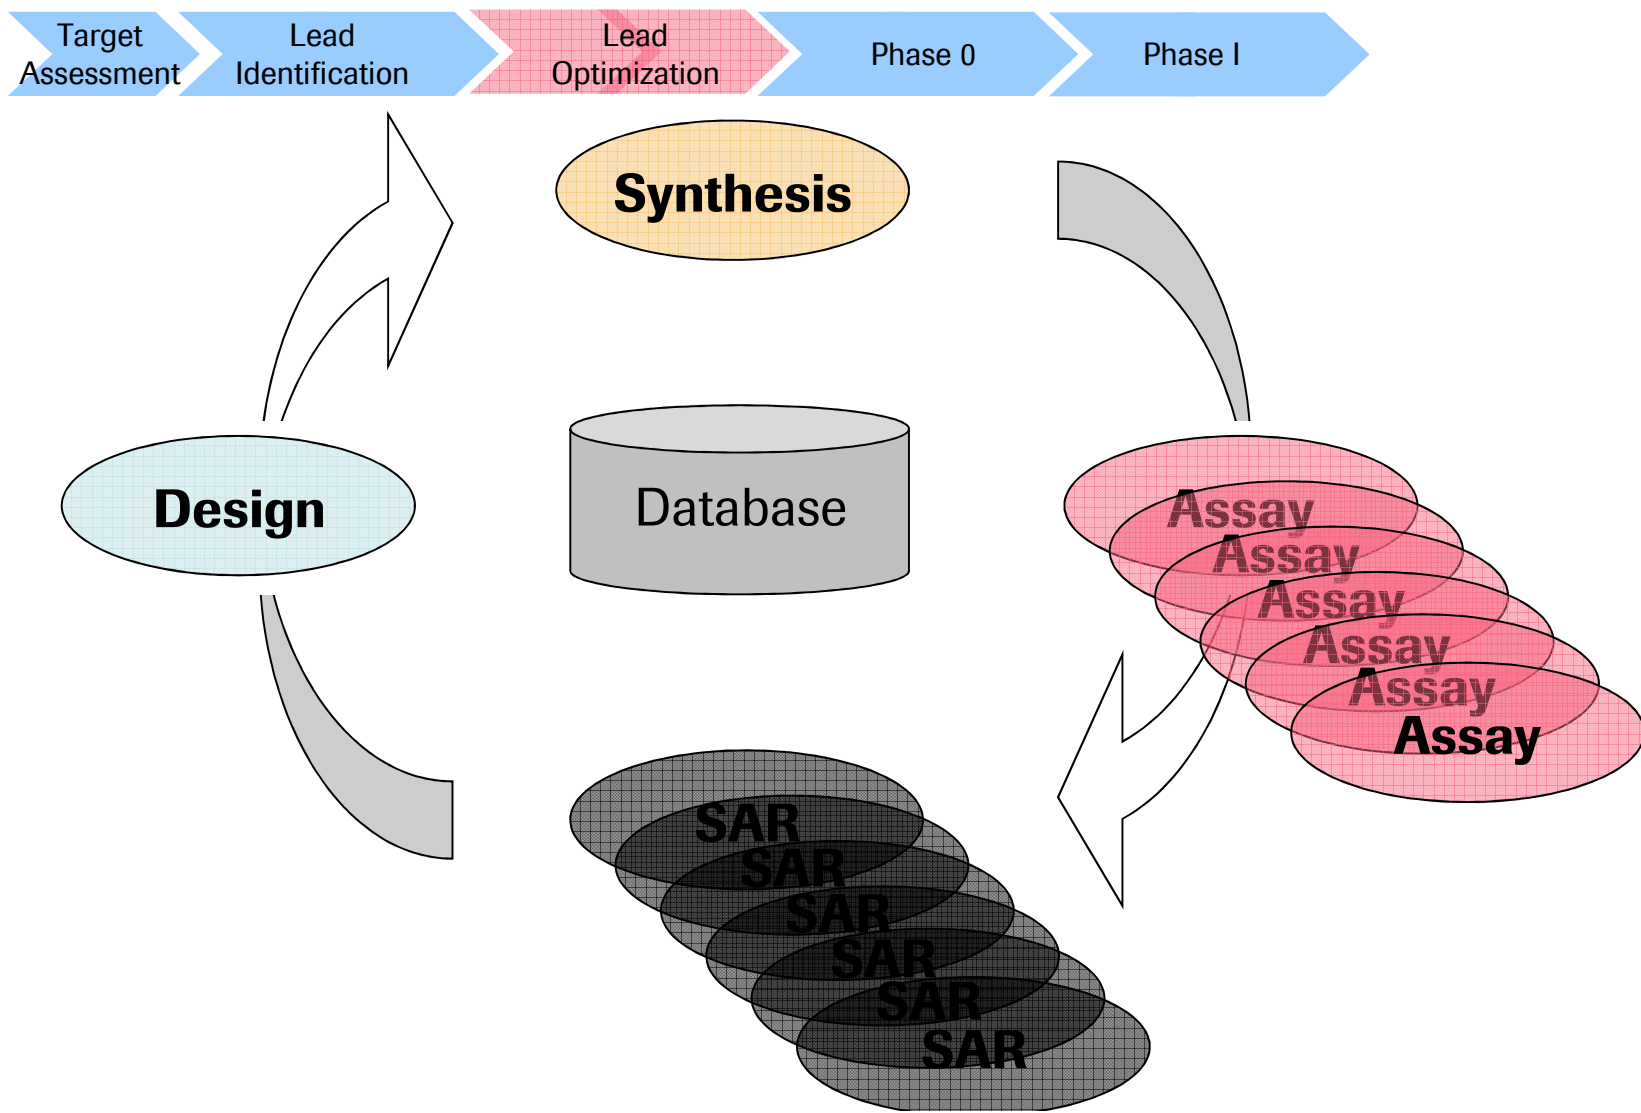 Target
Assessment
Lead
Identification
Lead
Optimization
Phase 0
Phase I
Synthesis
Design
Database
Assay
Assay
Assay
Assay
Assay
Assay
SAR
SAR
SAR
SAR
SAR
SAR